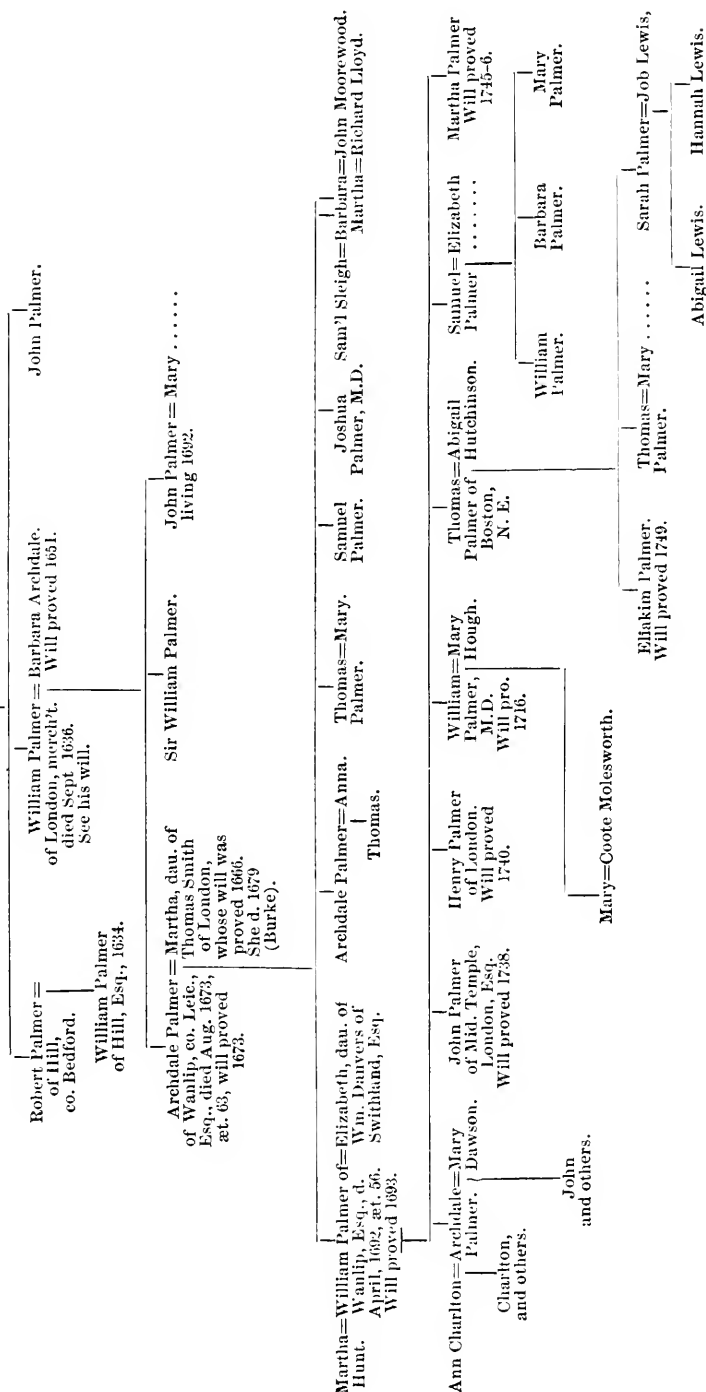 Robert Palmer =
of Hill,
co. Bedford.
William Palmer
of Hill, Esq., 1634.
William Palmer = Barbara Archdale.
of London, merch't. Will proved 1651.
died Sept 1636.
See his will.
John Palmer.
Archdale Palmer = Martha, dau. of
of Wanlip, co. Leic., Thomas Smith
Esq., died Aug. 1673, of London,
æt. 63, will proved whose will was
1673. proved 1666.
She d. 1679
(Burke).
Sir William Palmer.
John Palmer = Mary ......
living 1692.
Martha=William Palmer of=Elizabeth, dau. of
Hunt. Wanlip, Esq., d. Wm. Danvers of
April, 1692, æt. 56. Swithland, Esq.
Will proved 1693.
Archdale Palmer=Anna.
Thomas.
Thomas=Mary.
Palmer.
Samuel
Palmer.
Joshua
Palmer, M.D.
Sam'l Sleigh=Barbara=John Moorewood.
Martha=Richard Lloyd.
Ann Charlton=Archdale=Mary
Palmer. Dawson.
Charlton,
and others.
John
and others.
John Palmer
of Mid. Temple,
London, Esq.
Will proved 1738.
Henry Palmer
of London.
Will proved
1740.
William=Mary
Palmer, Hough.
M.D.
Will pro.
1716.
Mary=Coote Molesworth.
Thomas=Abigail
Palmer of Hutchinson.
Boston,
N. E.
Samuel=Elizabeth
Palmer .......
Martha Palmer
Will proved
1745-6.
William
Palmer.
Barbara
Palmer.
Mary
Palmer.
Eliakim Palmer.
Will proved 1749.
Thomas=Mary ......
Palmer.
Sarah Palmer=Job Lewis,
Abigail Lewis.
Hannah Lewis.